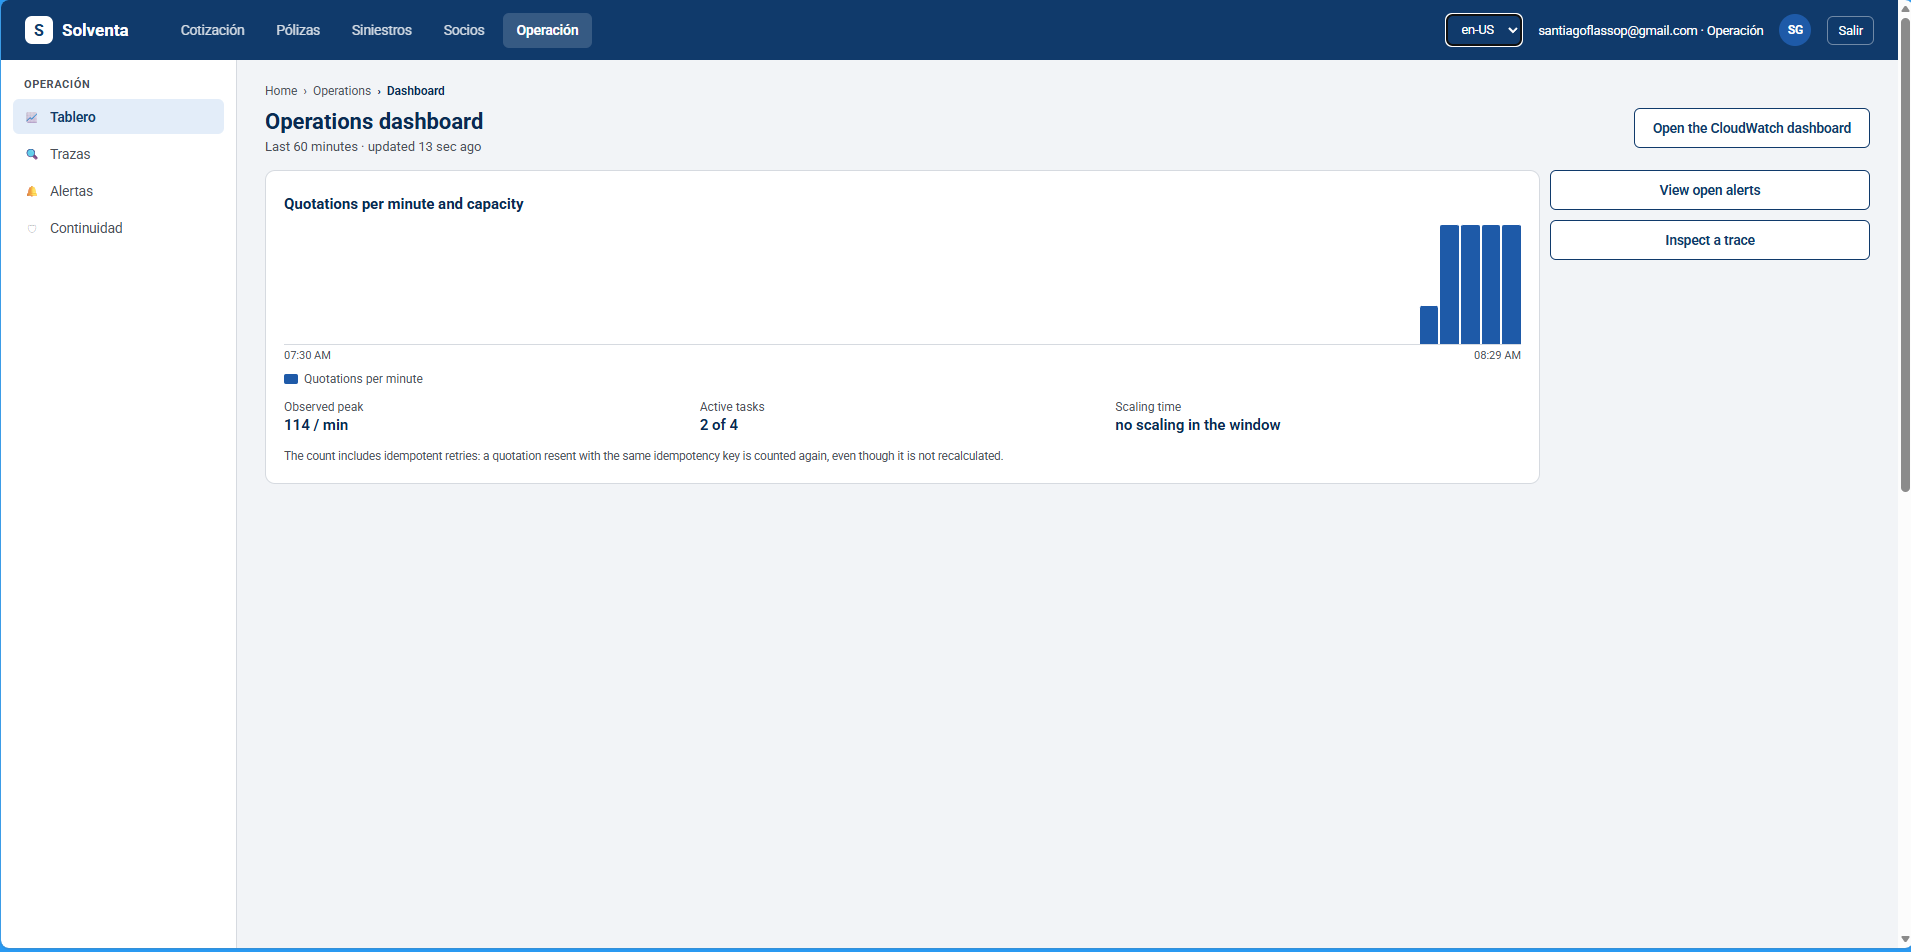 S Solventa Cotización Pólizas Siniestros Socios Operación en-US santiagoflassop@gmail.com · Operación SG Salir
OPERACIÓN
Tablero
Trazas
Alertas
Continuidad
Home › Operations › Dashboard
Operations dashboard
Last 60 minutes · updated 13 sec ago
Open the CloudWatch dashboard
View open alerts
Inspect a trace
Quotations per minute and capacity
07:30 AM 08:29 AM
Quotations per minute
Observed peak Active tasks Scaling time
114 / min 2 of 4 no scaling in the window
The count includes idempotent retries: a quotation resent with the same idempotency key is counted again, even though it is not recalculated.